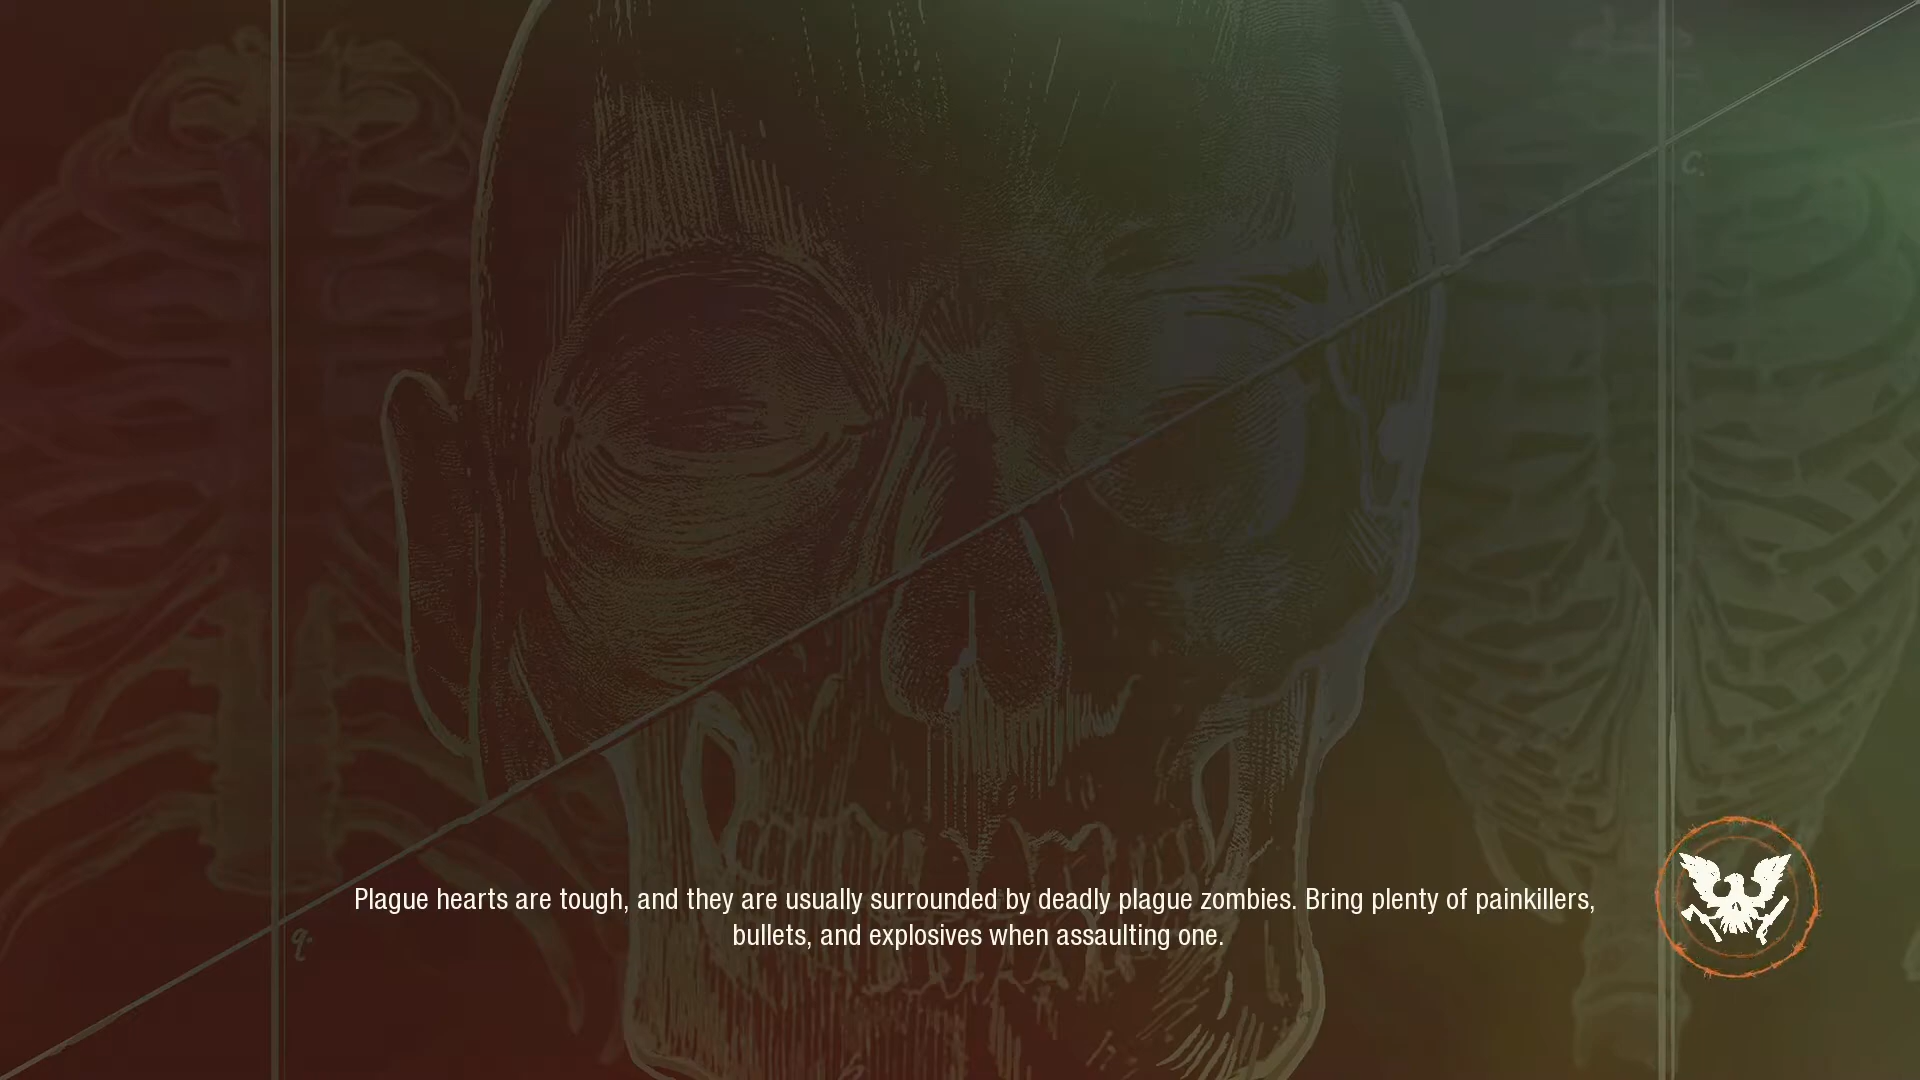 c.
Plague hearts are tough, and they are usually surrounded by deadly plague zombies. Bring plenty of painkillers,
bullets, and explosives when assaulting one.